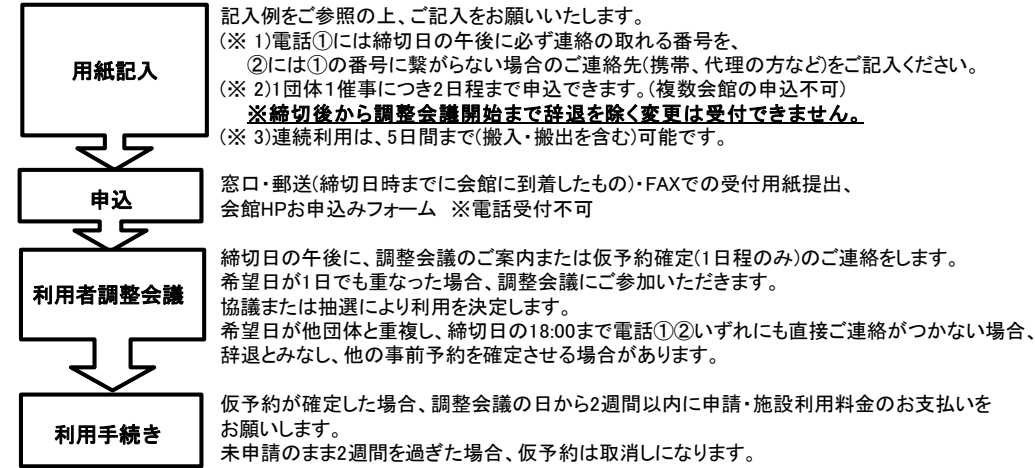 用紙記入
記入例をご参照の上、ご記入をお願いいたします。
(※ 1)電話①には締切日の午後に必ず連絡の取れる番号を、
②には①の番号に繋がらない場合のご連絡先(携帯、代理の方など)をご記入ください。
(※ 2)1団体1催事につき2日程まで申込できます。(複数会館の申込不可)
※締切後から調整会議開始まで辞退を除く変更は受付できません。
(※ 3)連続利用は、5日間まで(搬入・搬出を含む)可能です。
申込
窓口・郵送(締切日時までに会館に到着したもの)・FAXでの受付用紙提出、
会館HPお申込みフォーム ※電話受付不可
利用者調整会議
締切日の午後に、調整会議のご案内または仮予約確定(1日程のみ)のご連絡をします。
希望日が1日でも重なった場合、調整会議にご参加いただきます。
協議または抽選により利用を決定します。
希望日が他団体と重複し、締切日の18:00まで電話①②いずれにも直接ご連絡がつかない場合、
辞退とみなし、他の事前予約を確定させる場合があります。
利用手続き
仮予約が確定した場合、調整会議の日から2週間以内に申請・施設利用料金のお支払いを
お願いします。
未申請のまま2週間を過ぎた場合、仮予約は取消しになります。